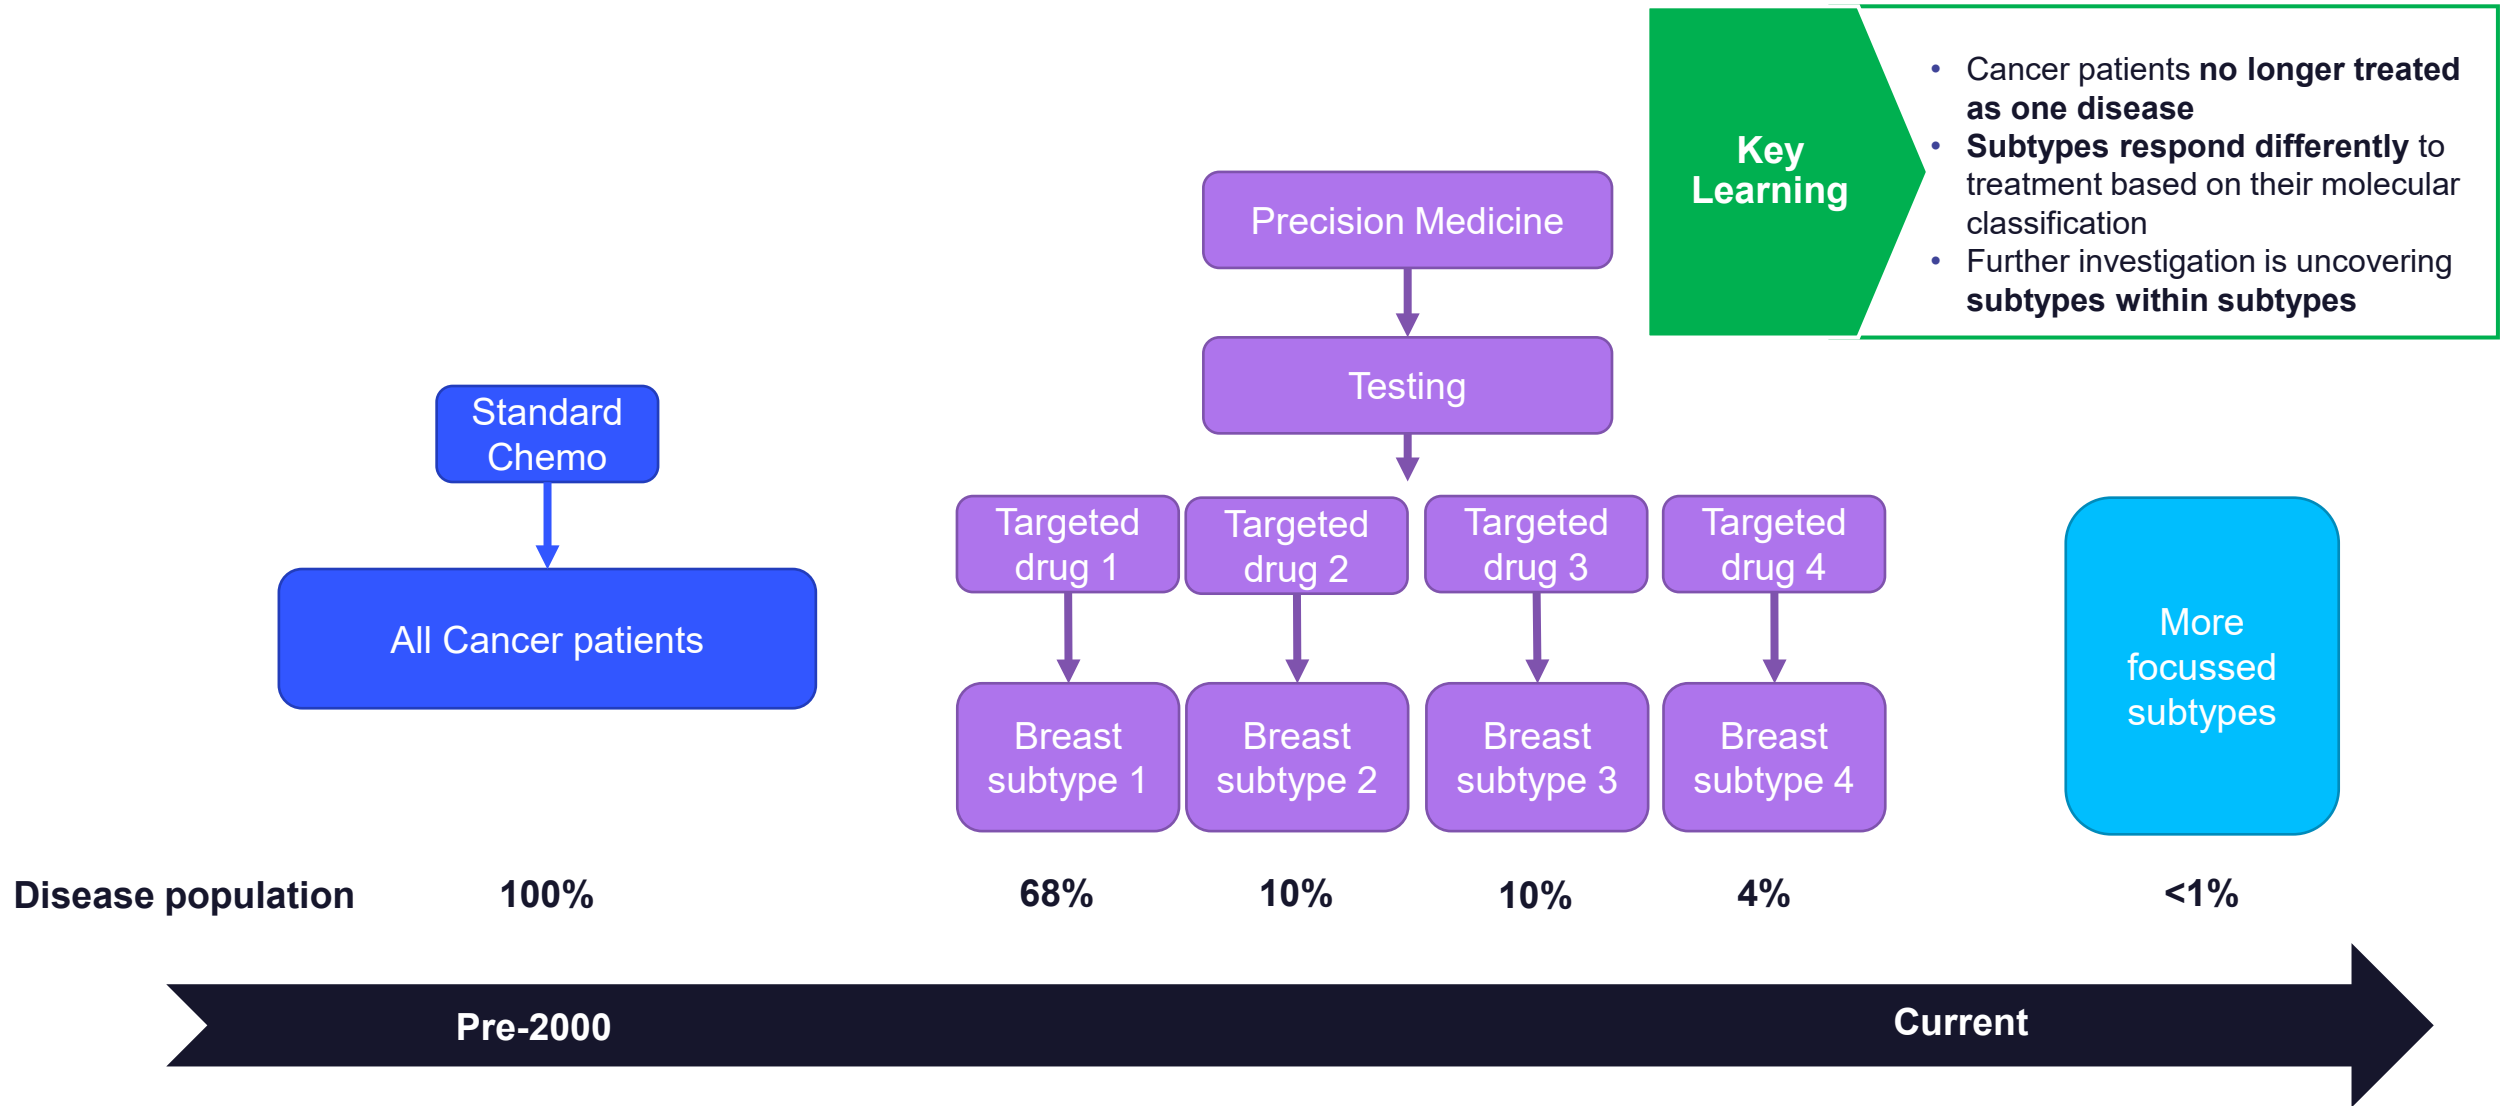 Key
Learning
• Cancer patients no longer treated
as one disease
• Subtypes respond differently to
treatment based on their molecular
classification
• Further investigation is uncovering
subtypes within subtypes
Precision Medicine
Testing
Standard
Chemo
All Cancer patients
Targeted
drug 1
Targeted
drug 2
Targeted
drug 3
Targeted
drug 4
Breast
subtype 1
Breast
subtype 2
Breast
subtype 3
Breast
subtype 4
More
focussed
subtypes
Disease population
100%
68%
10%
10%
4%
<1%
Pre-2000
Current